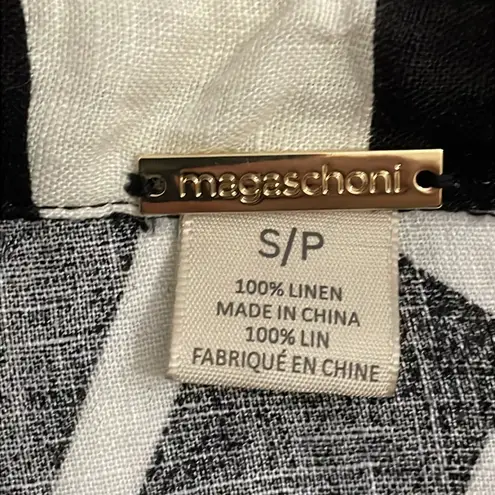 magaschoni
S/P
100% LINEN
MADE IN CHINA
100% LIN
FABRIQUÉ EN CHINE